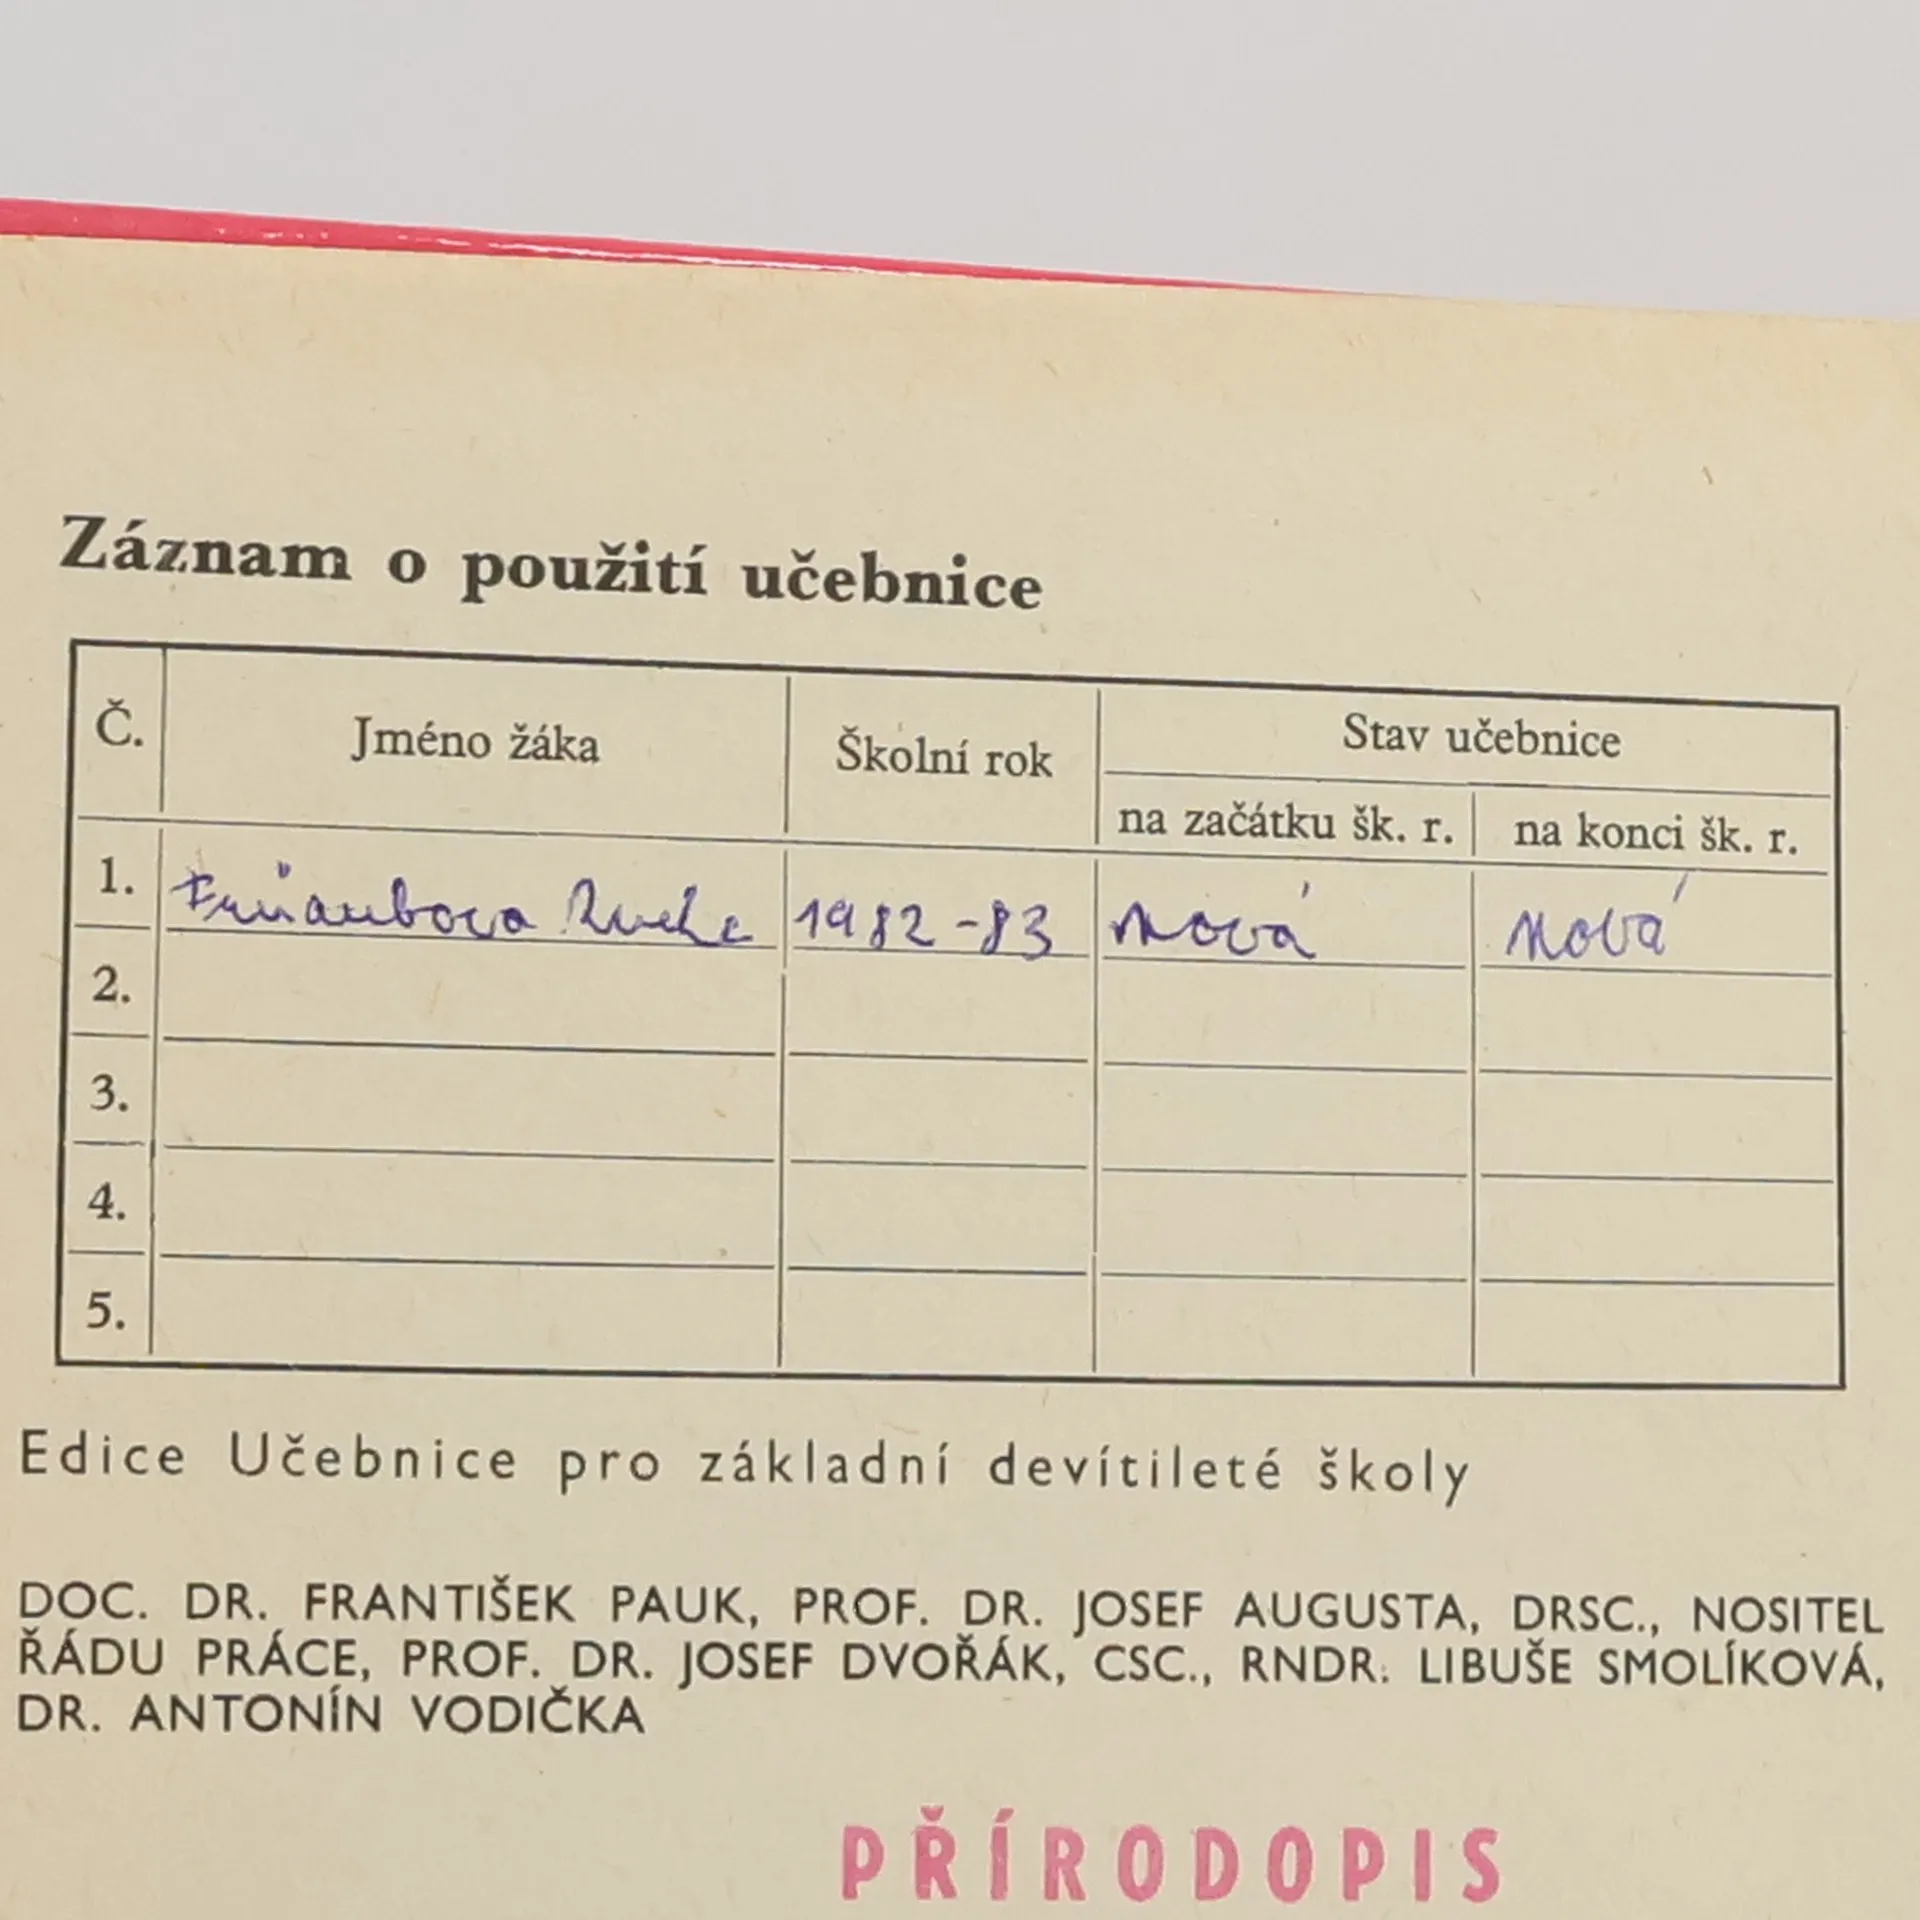 Záznam o použití učebnice
Č. Jméno žáka Školní rok Stav učebnice
na začátku šk. r. na konci šk. r.
1. 1982-83 nová nová
2.
3.
4.
5.
Edice Učebnice pro základní devítileté školy
DOC. DR. FRANTIŠEK PAUK, PROF. DR. JOSEF AUGUSTA, DRSC., NOSITEL
ŘÁDU PRÁCE, PROF. DR. JOSEF DVOŘÁK, CSC., RNDR. LIBUŠE SMOLÍKOVÁ,
DR. ANTONÍN VODIČKA
PŘÍRODOPIS